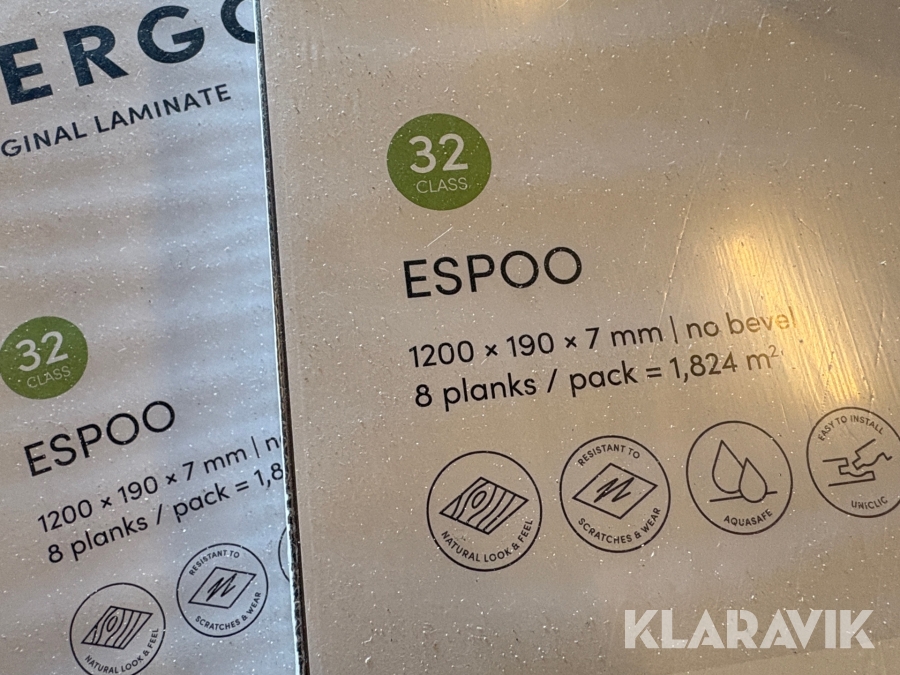 ERGO
GINAL LAMINATE
32
CLASS
ESPOO
1200 × 190 × 7 mm | no
8 planks / pack = 1,8
RESISTANT TO
SCRATCHES & WEAR
NATURAL LOOK & FEEL
32
CLASS
ESPOO
1200 × 190 × 7 mm | no bevel
8 planks / pack = 1,824 m²
NATURAL LOOK & FEEL
RESISTANT TO
SCRATCHES & WEAR
AQUASAFE
EASY TO INSTALL
UNICLIC
KLARAVIK